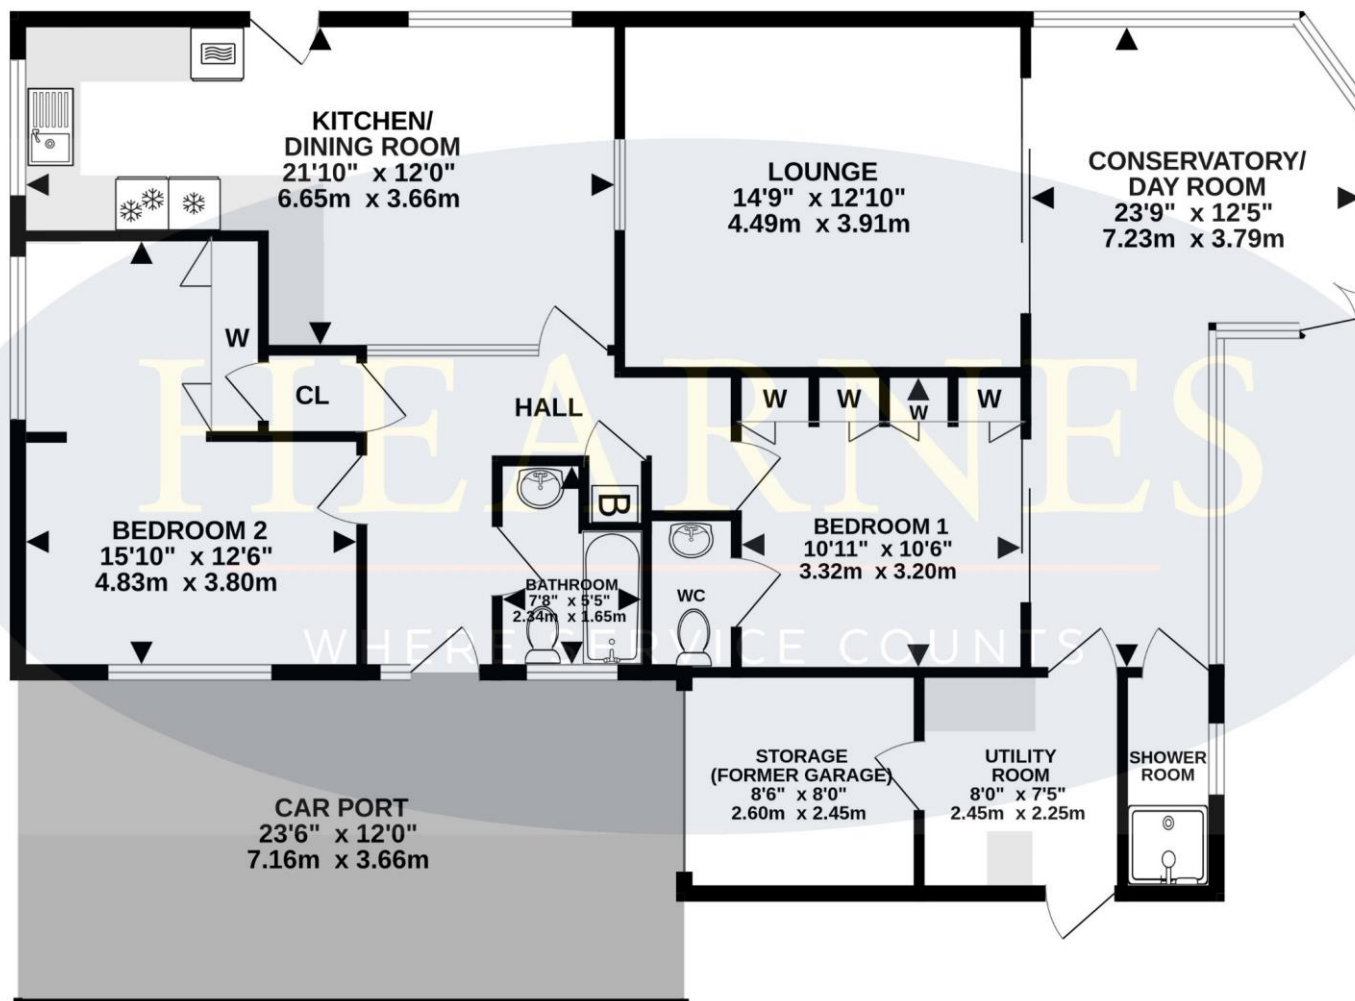 KITCHEN/
DINING ROOM
21'10" x 12'0"
6.65m x 3.66m
LOUNGE
14'9" x 12'10"
4.49m x 3.91m
CONSERVATORY/
DAY ROOM
23'9" x 12'5"
7.23m x 3.79m
W
CL
HALL
W
W
W
W
HEARNES
B
BEDROOM 2
15'10" x 12'6"
4.83m x 3.80m
BEDROOM 1
10'11" x 10'6"
3.32m x 3.20m
BATHROOM
7'8" x 5'5"
2.34m x 1.65m
WC
WHERE SERVICE COUNTS
STORAGE
(FORMER GARAGE)
8'6" x 8'0"
2.60m x 2.45m
UTILITY
ROOM
8'0" x 7'5"
2.45m x 2.25m
SHOWER
ROOM
CAR PORT
23'6" x 12'0"
7.16m x 3.66m